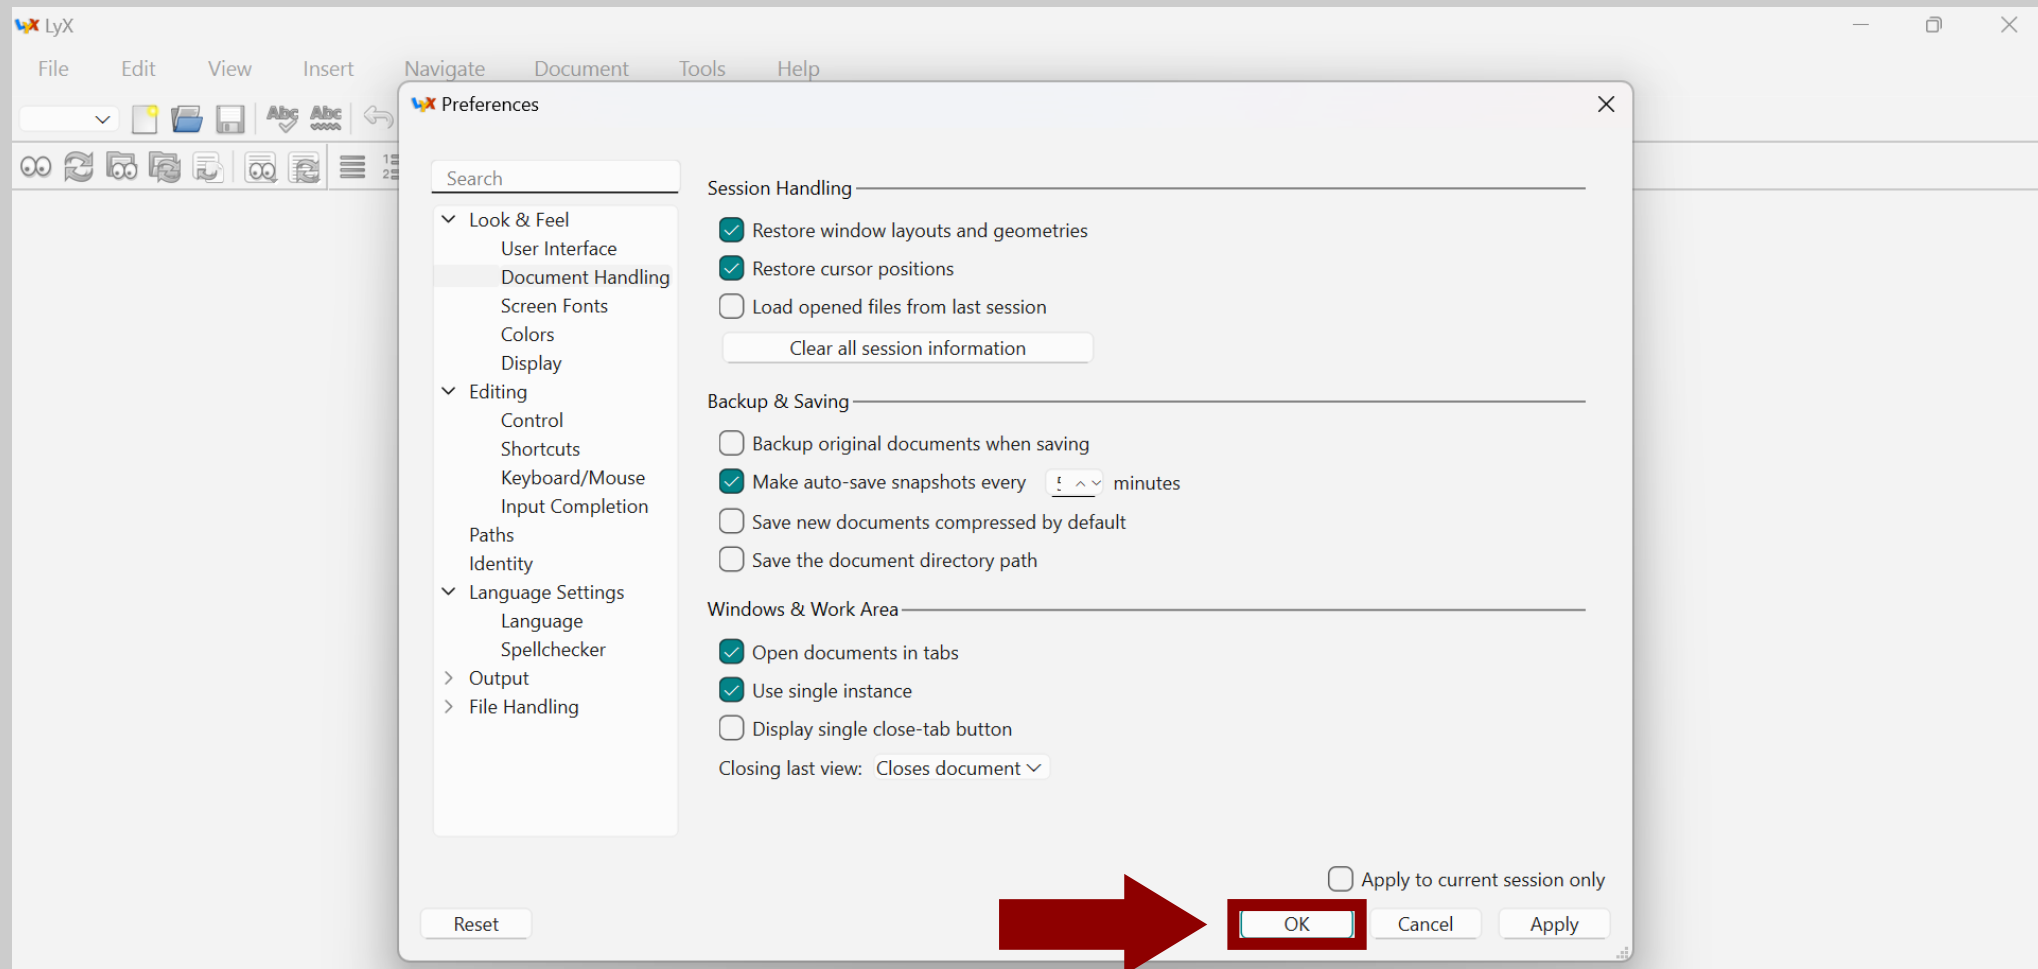 LyX
File Edit View Insert Navigate Document Tools Help
Preferences
Abc Abc
Search
Look & Feel
User Interface
Document Handling
Screen Fonts
Colors
Display
Editing
Control
Shortcuts
Keyboard/Mouse
Input Completion
Paths
Identity
Language Settings
Language
Spellchecker
Output
File Handling
Session Handling
Restore window layouts and geometries
Restore cursor positions
Load opened files from last session
Clear all session information
Backup & Saving
Backup original documents when saving
Make auto-save snapshots every minutes
Save new documents compressed by default
Save the document directory path
Windows & Work Area
Open documents in tabs
Use single instance
Display single close-tab button
Closing last view: Closes document
Apply to current session only
Reset OK Cancel Apply